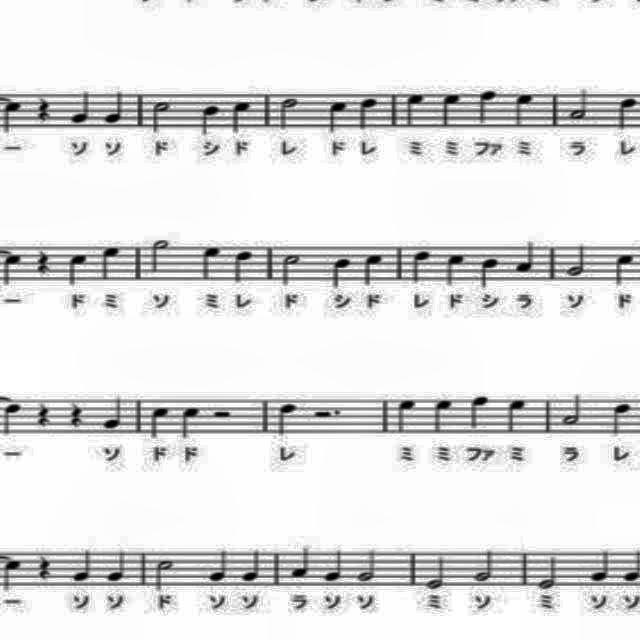 ー ソ ソ ド シ ド レ ド レ ミ ミ ファ ミ ラ レ
ー ド ミ ソ ミ レ ド シ ド レ ド シ ラ ソ ド
ー ソ ド ド レ ミ ミ ファ ミ ラ レ
ー ソ ソ ド ソ ソ ラ ソ ソ ミ ソ ミ ソ ソ